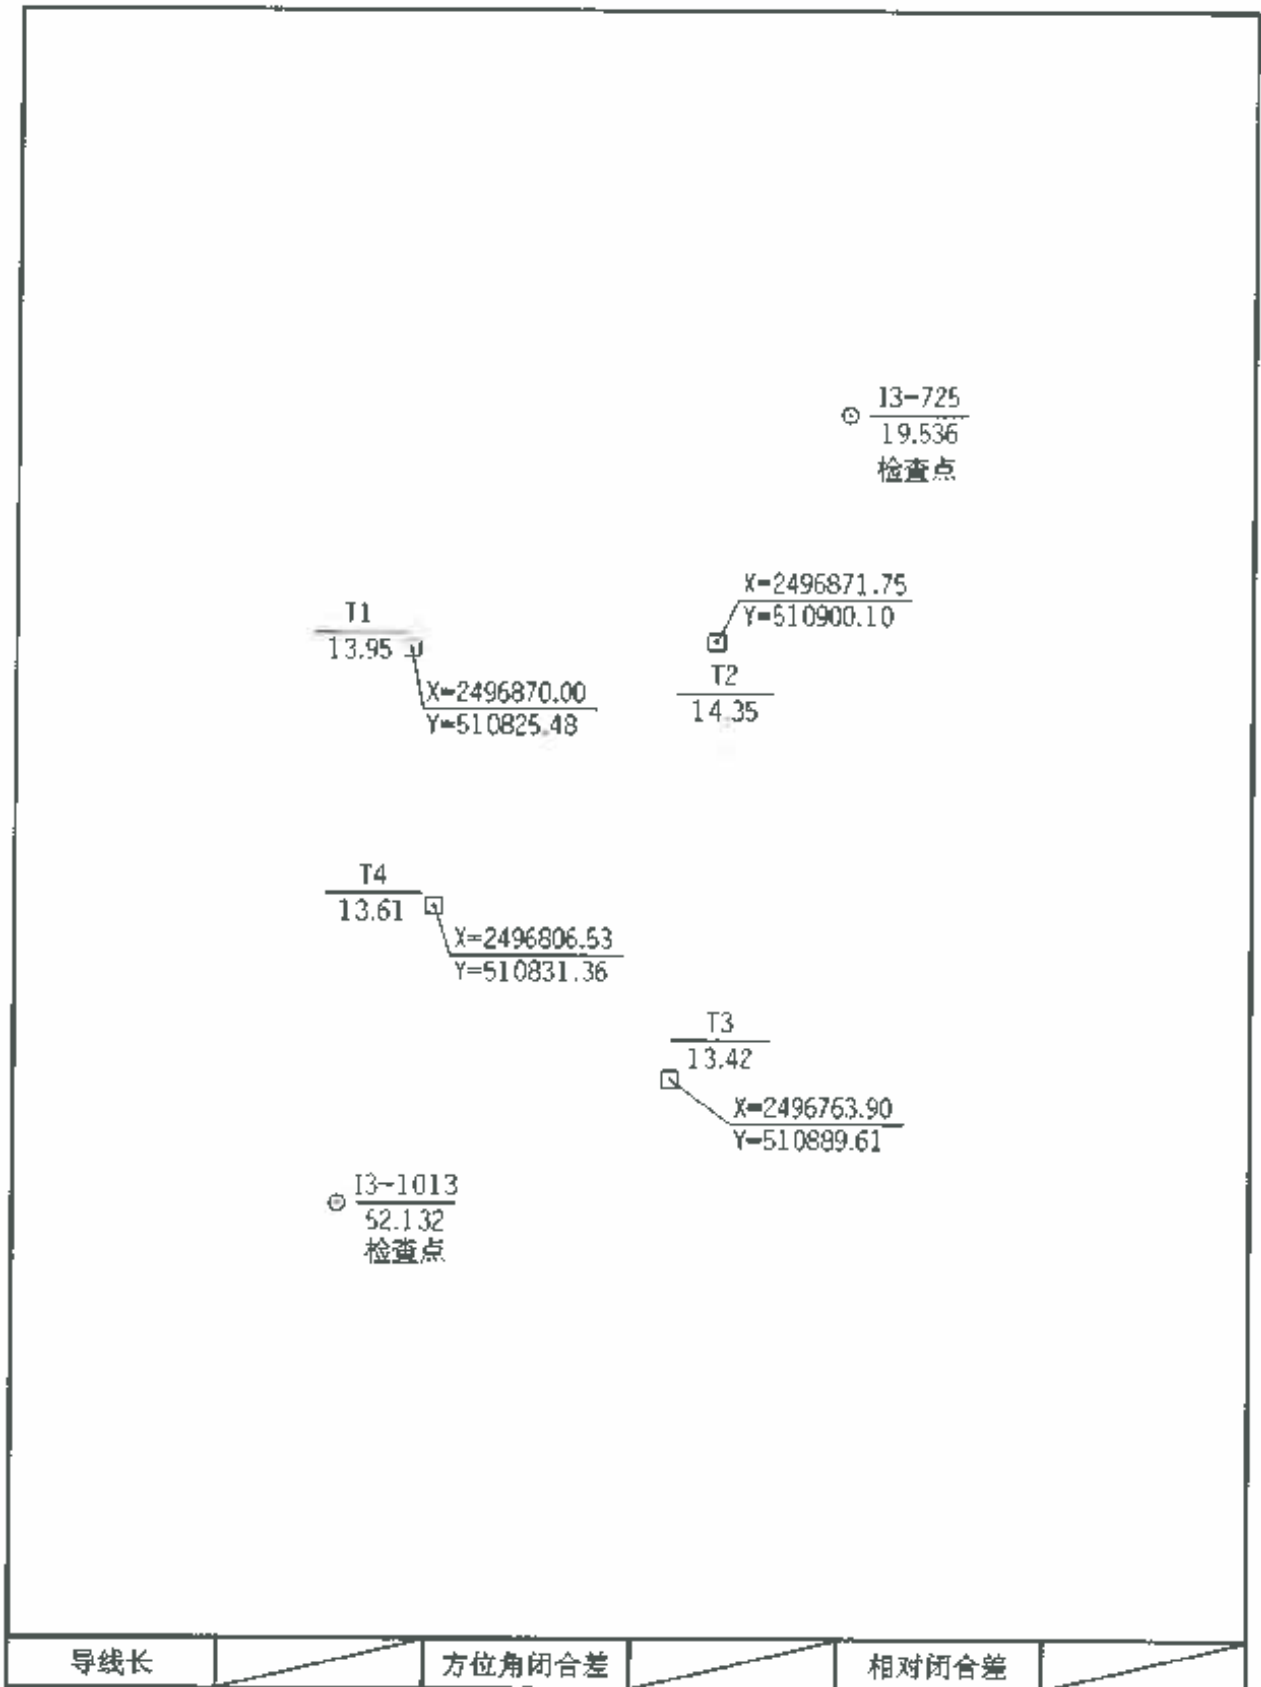 I3-725
19.536
检查点
X=2496871.75
Y=510900.10
T1
13.95
T2
14.35
X=2496870.00
Y=510825.48
T4
13.61
X=2496806.53
Y=510831.36
T3
13.42
X=2496763.90
Y=510889.61
I3-1013
52.132
检查点
导线长
方位角闭合差
相对闭合差